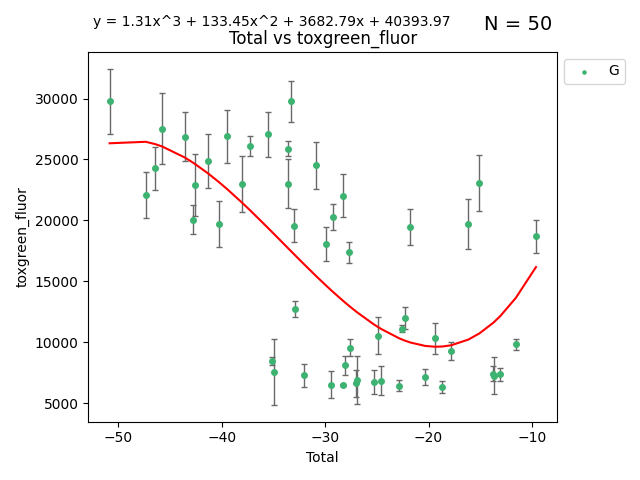 y = 1.31x^3 + 133.45x^2 + 3682.79x + 40393.97
N = 50
Total vs toxgreen_fluor
G
30000
25000
20000
15000
10000
5000
toxgreen_fluor
−50
−40
−30
−20
−10
Total